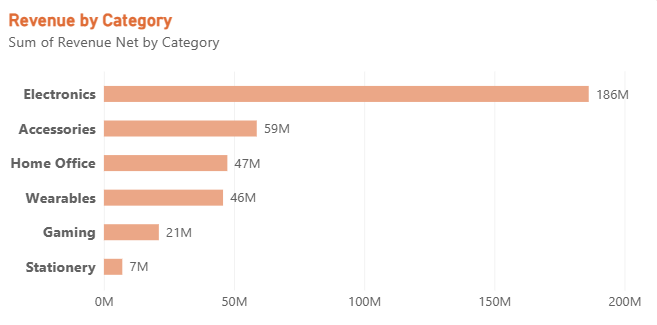 Revenue by Category
Sum of Revenue Net by Category
Electronics 186M
Accessories 59M
Home Office 47M
Wearables 46M
Gaming 21M
Stationery 7M
0M 50M 100M 150M 200M